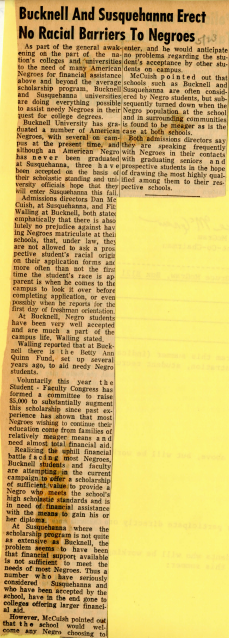 Bucknell And Susquehanna Erect
No Racial Barriers To Negroes
5/63
As part of the general awak-
ening on the part of the na-
tion's colleges and universities
to the need of many American
Negroes for financial assistance
above and beyond the average
scholarship program, Bucknell
and Susquehanna universities
are doing everything possible
to assist needy Negroes in their
quest for college degrees.
Bucknell University has gra-
duated a number of American
Negroes, with several on cam-
pus at the present time, and
although an American Negro
has never been graduated
at Susquehanna, three have
been accepted on the basis of
their scholastic standing and uni-
versity officials hope that they
will enter Susquehanna this fall.
Admissions directors Dan Mc
Cuish, at Susquehanna, and Fitz
Walling at Bucknell, both state
emphatically that there is abso
lutely no prejudice against hav
ing Negroes matriculate at their
schools, that, under law, they
are not allowed to ask a pros
pective student's racial origin
on their application forms and
more often than not the first
time the student's race is ap-
parent is when he comes to the
campus to look it over before
completing application, or even
possibly when he reports for the
first day of freshman orientation.
At Bucknell, Negro students
have been very well accepted
and are much a part of the
campus life, Walling stated.
Walling reported that at Buck-
nell there is the Betty Ann
Quinn Fund, set up several
years ago, to aid needy Negro
students.
Voluntarily this year the
Student - Faculty Congress has
formed a committee to raise
$5,000 to substantially augment
this scholarship since past ex-
perience has shown that most
Negroes wishing to continue their
education come from families of
relatively meager means and
need almost total financial aid.
Realizing the uphill financial
battle facing most Negroes,
Bucknell students and faculty
are attempting in the current
campaign to offer a scholarship
of sufficient value to provide a
Negro who meets the school's
high scholastic standards and is
in need of financial assistance
with the means to gain his or
her diploma.
At Susquehanna where the
scholarship program is not quite
as extensive as Bucknell, the
problem seems to have been
that financial support available
is not sufficient to meet the
needs of most Negroes. Thus a
number who have seriously
considered Susquehanna and
who have been accepted by the
school, have in the end gone to
colleges offering larger financi-
al aid.
However, McCuish pointed out
that the school would wel-
come any Negro choosing to
enter, and he would anticipate
no problems regarding the stu-
dent's acceptance by other stu-
dents on campus.
McCuish pointed out that
schools such as Bucknell and
Susquehanna are often consid-
ered by Negro students, but sub-
sequently turned down when the
Negro population at the school
and in surrounding communities
is found to be meager as is the
case at both schools.
Both admissions directors say
they are speaking frequently
with Negroes in their contacts
with graduating seniors and
prospective students in the hope
of drawing the most highly qual-
ified among them to their res-
pective schools.